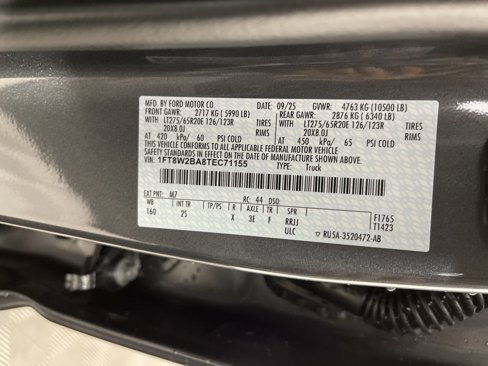 MFD. BY FORD MOTOR CO.
DATE: 09/25 GVWR: 4763 KG (10500 LB)
FRONT GAWR: 2717 KG ( 5990 LB) REAR GAWR: 2876 KG ( 6340 LB)
WITH LT275/65R20E 126/123R TIRES WITH LT275/65R20E 126/123R TIRES
20X8.0J 20X8.0J
AT 420 kPa/ 60 PSI COLD AT 450 kPa/ 65 PSI COLD
THIS VEHICLE CONFORMS TO ALL APPLICABLE FEDERAL MOTOR VEHICLE
SAFETY STANDARDS IN EFFECT ON THE DATE OF MANUFACTURE SHOWN ABOVE.
VIN: 1FT8W2BA6TEC71155
TYPE: Truck
EXT PNT: M7 RC: 44 DSO:
WB INT TR TP/PS R AXLE TR SPR
160 2S X 3E F RRJJ
ULC
F1765
T1423
▽ RU5A-3520472-AB